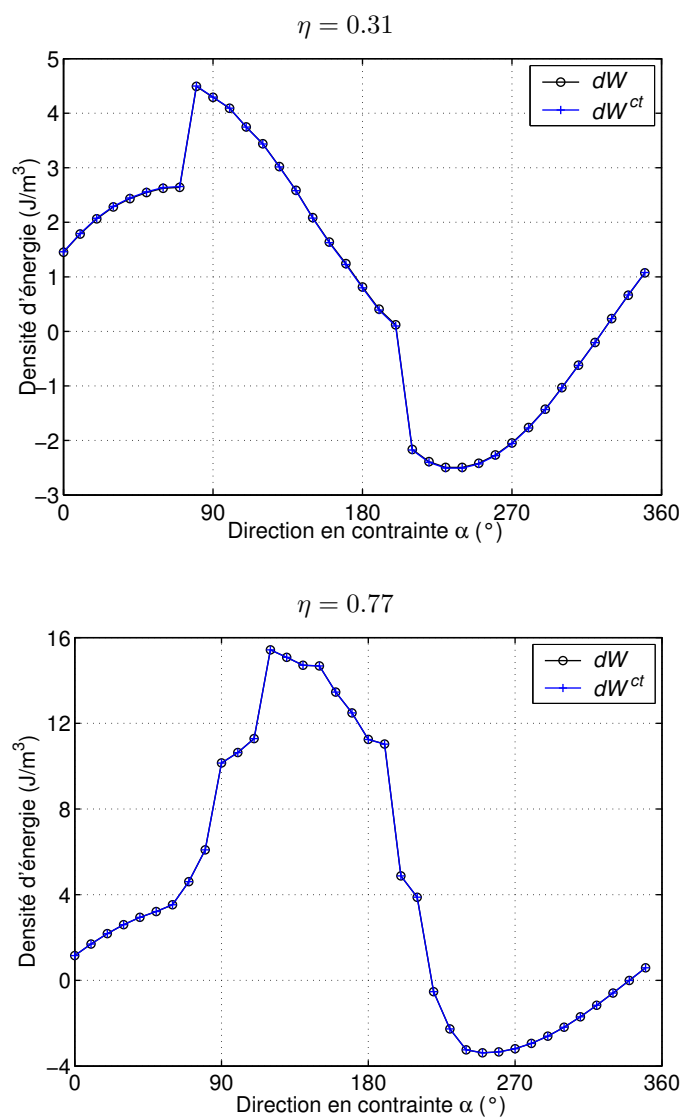 η = 0.31
5
4
3
2
1
0
−1
−2
−3
Densité d'énergie (J/m³)
dW
dW^ct
0
90
180
270
360
Direction en contrainte α (°)
η = 0.77
16
12
8
4
0
−4
Densité d'énergie (J/m³)
dW
dW^ct
0
90
180
270
360
Direction en contrainte α (°)